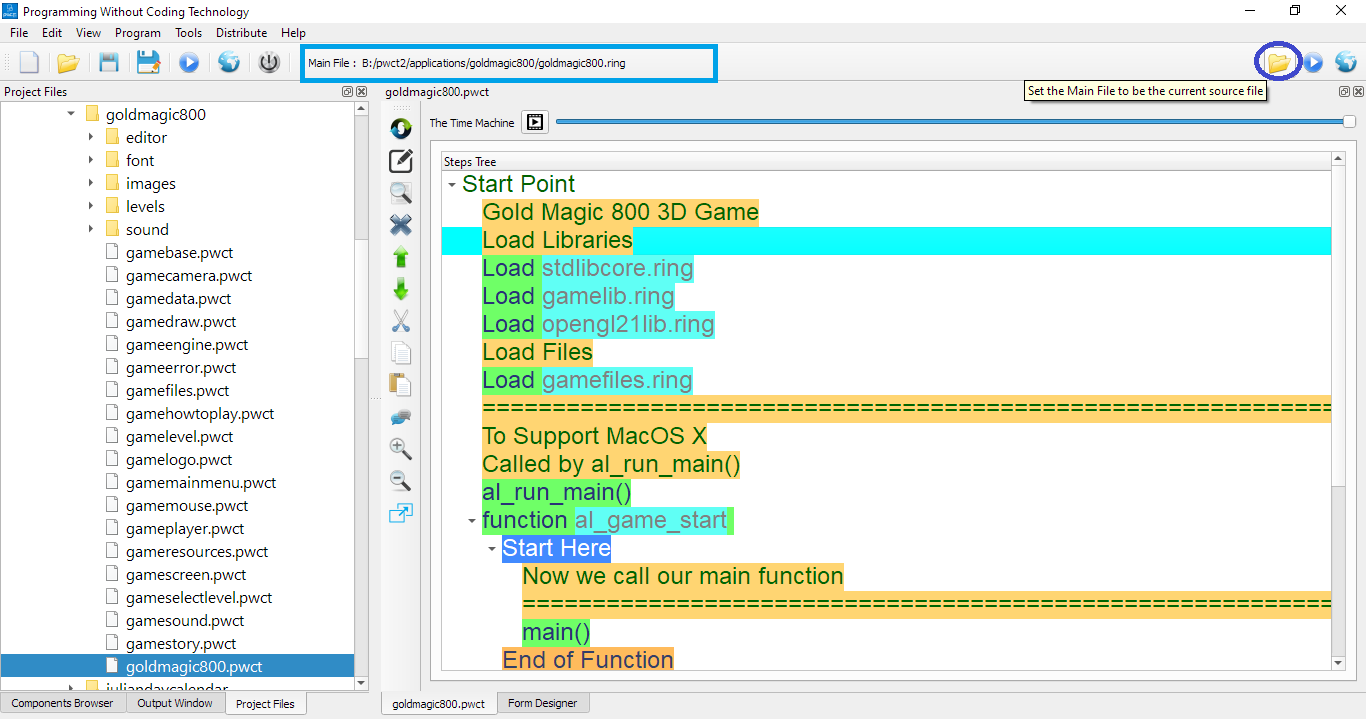 pwct Programming Without Coding Technology
File Edit View Program Tools Distribute Help
Main File : B:/pwct2/applications/goldmagic800/goldmagic800.ring
Set the Main File to be the current source file
Project Files
goldmagic800
editor
font
images
levels
sound
gamebase.pwct
gamecamera.pwct
gamedata.pwct
gamedraw.pwct
gameengine.pwct
gameerror.pwct
gamefiles.pwct
gamehowtoplay.pwct
gamelevel.pwct
gamelogo.pwct
gamemainmenu.pwct
gamemouse.pwct
gameplayer.pwct
gameresources.pwct
gamescreen.pwct
gameselectlevel.pwct
gamesound.pwct
gamestory.pwct
goldmagic800.pwct
juliandaycalendar
Components Browser Output Window Project Files
goldmagic800.pwct
The Time Machine
Steps Tree
Start Point
Gold Magic 800 3D Game
Load Libraries
Load stdlibcore.ring
Load gamelib.ring
Load opengl21lib.ring
Load Files
Load gamefiles.ring
==============================================================
To Support MacOS X
Called by al_run_main()
al_run_main()
function al_game_start
Start Here
Now we call our main function
===========================================================
main()
End of Function
goldmagic800.pwct Form Designer